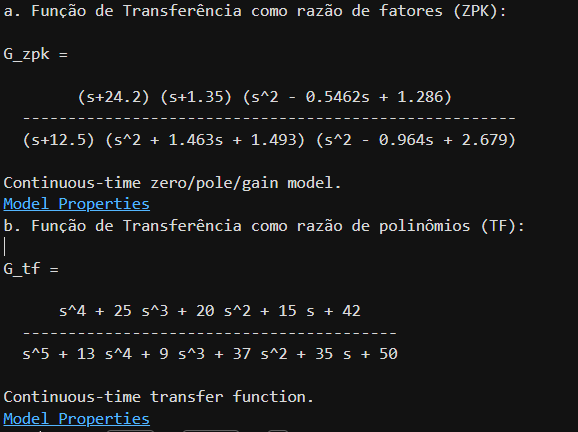 a. Função de Transferência como razão de fatores (ZPK):
G_zpk =
(s+24.2) (s+1.35) (s^2 - 0.5462s + 1.286)
-------------------------------------------------------
(s+12.5) (s^2 + 1.463s + 1.493) (s^2 - 0.964s + 2.679)
Continuous-time zero/pole/gain model.
Model Properties
b. Função de Transferência como razão de polinômios (TF):
G_tf =
s^4 + 25 s^3 + 20 s^2 + 15 s + 42
-----------------------------------------
s^5 + 13 s^4 + 9 s^3 + 37 s^2 + 35 s + 50
Continuous-time transfer function.
Model Properties